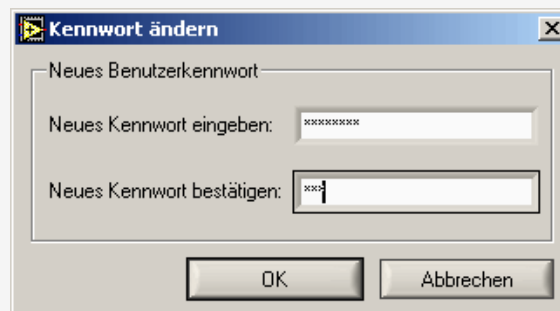 Kennwort ändern
Neues Benutzerkennwort
Neues Kennwort eingeben: ********
Neues Kennwort bestätigen: ***
OK Abbrechen